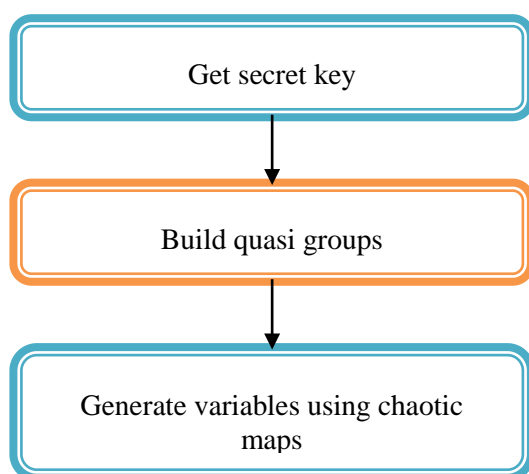 Get secret key
Build quasi groups
Generate variables using chaotic
maps